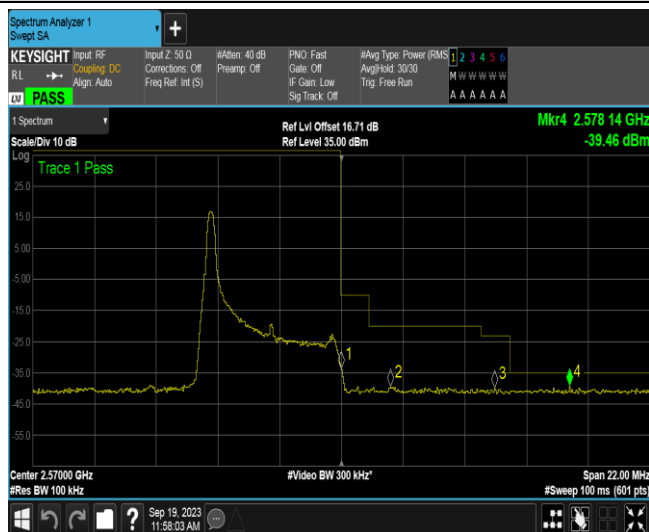 Spectrum Analyzer 1
Swept SA
+
KEYSIGHT Input: RF Input Z: 50 Ω #Atten: 40 dB PNO: Fast #Avg Type: Power (RMS 1 2 3 4 5 6
RL Coupling: DC Corrections: Off Preamp: Off Gate: Off Avg|Hold: 30/30 M W W W W W
Align: Auto Freq Ref: Int (S) IF Gain: Low Trig: Free Run
LXI PASS Sig Track: Off A A A A A A
1 Spectrum Ref Lvl Offset 16.71 dB Mkr4 2.578 14 GHz
Scale/Div 10 dB Ref Level 35.00 dBm -39.46 dBm
Log
Trace 1 Pass
25.0
15.0
5.00
-5.00
-15.0
-25.0
1
-35.0
2 3 4
-45.0
-55.0
Center 2.57000 GHz #Video BW 300 kHz* Span 22.00 MHz
#Res BW 100 kHz #Sweep 100 ms (601 pts)
? Sep 19, 2023
11:58:03 AM